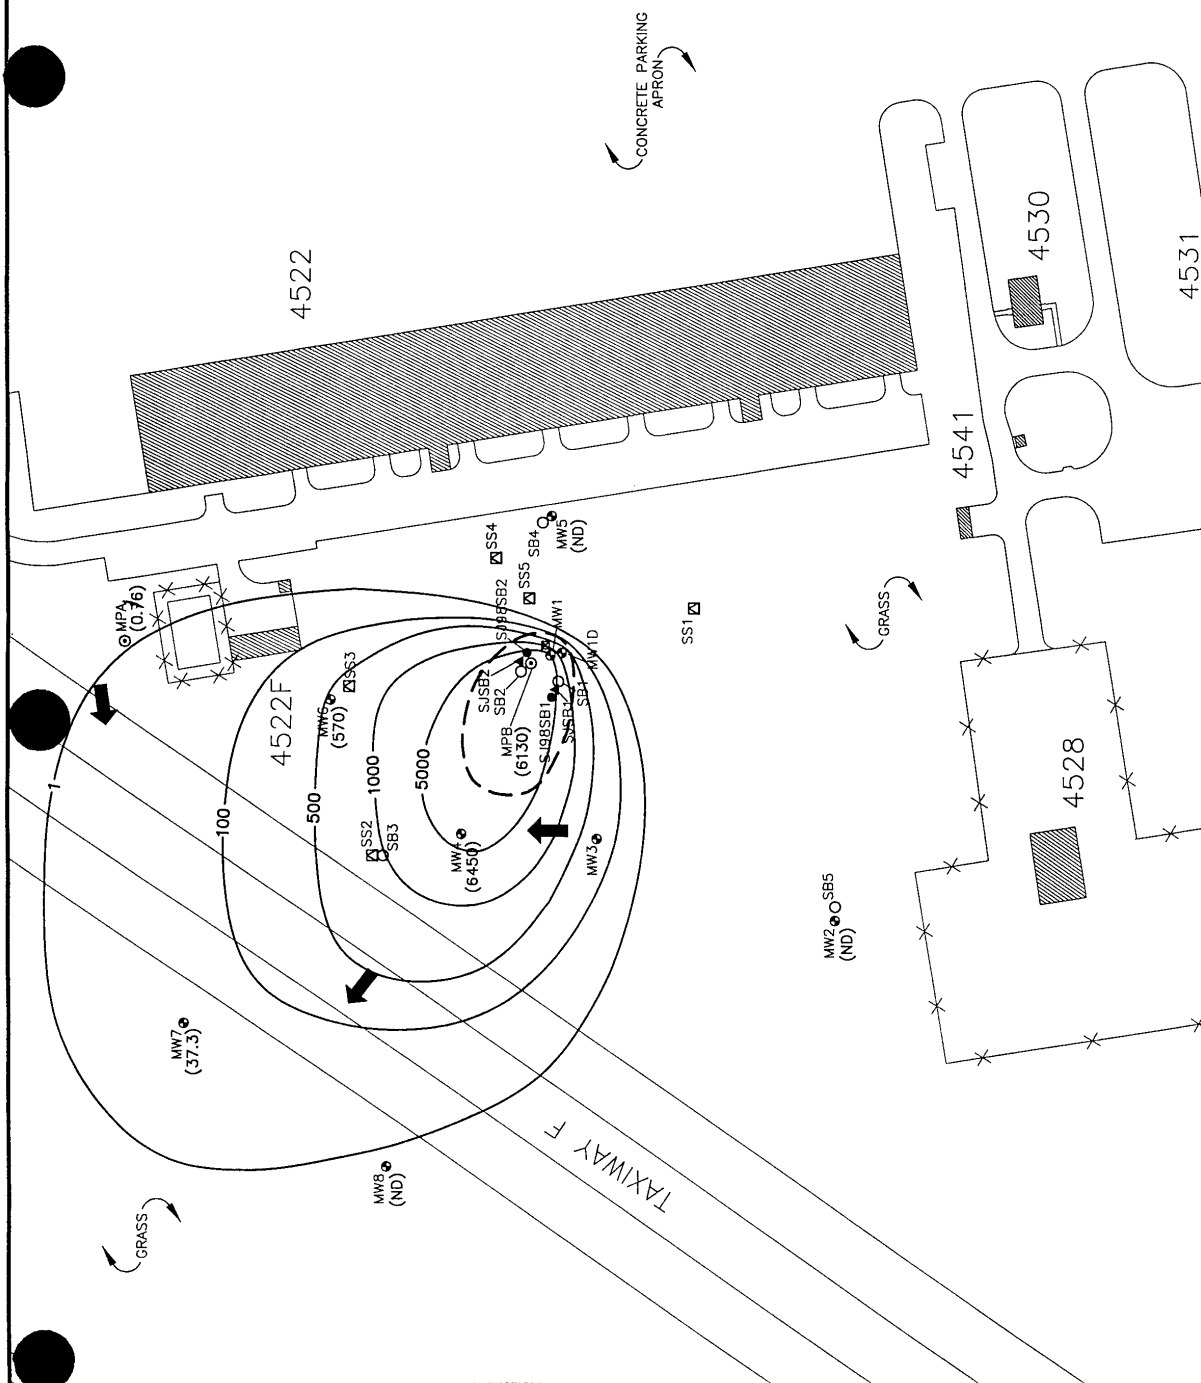 CONCRETE PARKING
APRON
4522
4530
4531
4541
MPA
(0.76)
SS4
SB4
MW5
(ND)
SS5
SJ98SB2
MW1
MW1D
SS1
GRASS
SS3
4522F
MW6
(570)
SJSB2
SB2
MPB
(6130)
SJ98SB1
SJSB1
SB1
1
100
500
1000
5000
4528
SS2
SB3
MW4
(6450)
MW3
SB5
MW2
(ND)
MW7
(37.3)
TAXIWAY F
MW8
(ND)
GRASS